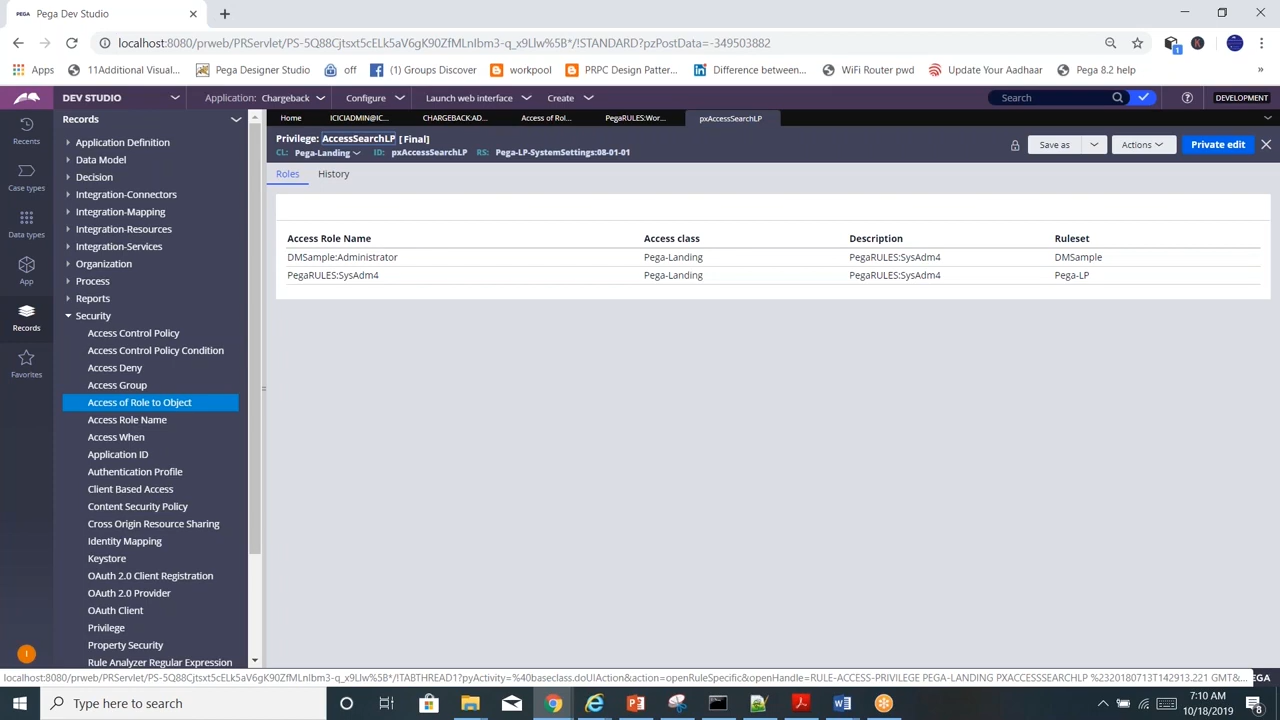 PEGA Pega Dev Studio
localhost:8080/prweb/PRServlet/PS-5Q88Cjtsxt5cELk5aV6gK90ZfMLnIbm3-q_x9Llw%5B*/!STANDARD?pzPostData=-349503882
Apps 11Additional Visual... Pega Designer Studio off (1) Groups Discover workpool PRPC Design Patter... Difference between... WiFi Router pwd Update Your Aadhaar Pega 8.2 help »
DEV STUDIO Application: Chargeback Configure Launch web interface Create Search DEVELOPMENT
Records Home ICICIADMIN@IC... CHARGEBACK:AD... Access of Rol... PegaRULES:Wor... pxAccessSearchLP
Privilege: AccessSearchLP [Final]
CL: Pega-Landing ID: pxAccessSearchLP RS: Pega-LP-SystemSettings:08-01-01
Save as Actions Private edit
Roles History
Access Role Name Access class Description Ruleset
DMSample:Administrator Pega-Landing PegaRULES:SysAdm4 DMSample
PegaRULES:SysAdm4 Pega-Landing PegaRULES:SysAdm4 Pega-LP
Recents
Case types
Data types
App
Records
Favorites
Application Definition
Data Model
Decision
Integration-Connectors
Integration-Mapping
Integration-Resources
Integration-Services
Organization
Process
Reports
Security
Access Control Policy
Access Control Policy Condition
Access Deny
Access Group
Access of Role to Object
Access Role Name
Access When
Application ID
Authentication Profile
Client Based Access
Content Security Policy
Cross Origin Resource Sharing
Identity Mapping
Keystore
OAuth 2.0 Client Registration
OAuth 2.0 Provider
OAuth Client
Privilege
Property Security
Rule Analyzer Regular Expression
I
localhost:8080/prweb/PRServlet/PS-5Q88Cjtsxt5cELk5aV6gK90ZfMLnIbm3-q_x9Llw%5B*/!TABTHREAD1?pyActivity=%40baseclass.doUIAction&action=openRuleSpecific&openHandle=RULE-ACCESS-PRIVILEGE PEGA-LANDING PXACCESSSEARCHLP %2320180713T142913.221 GMT&... GA
Type here to search
7:10 AM
10/18/2019
8